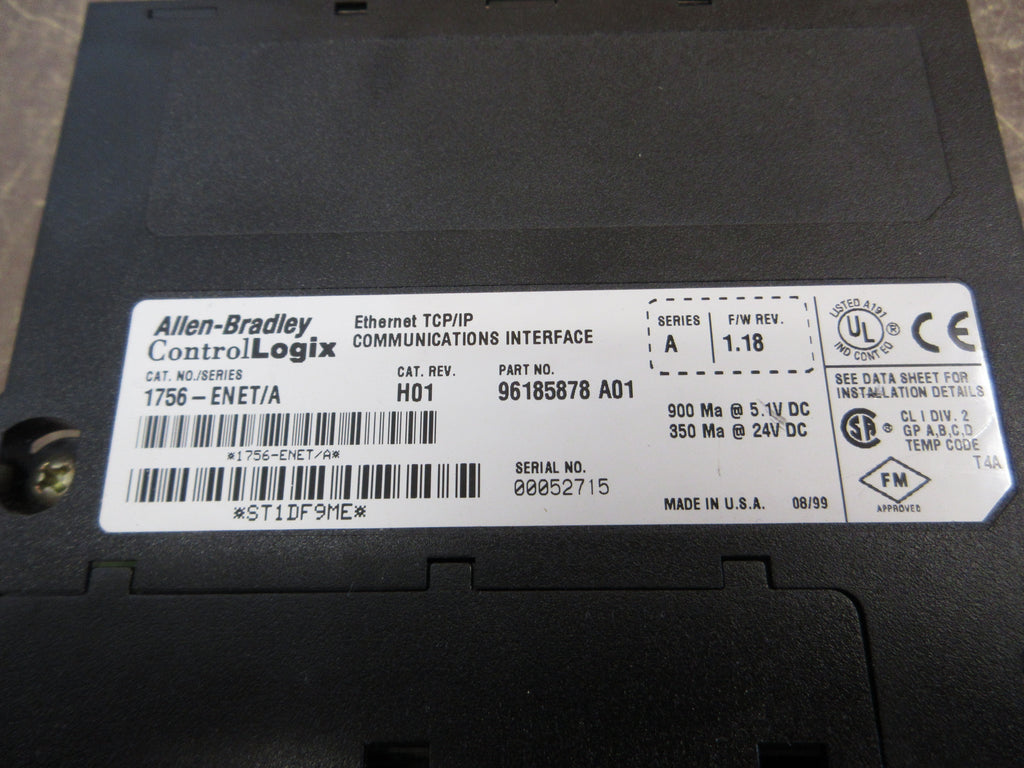 Allen-Bradley
ControlLogix
Ethernet TCP/IP
COMMUNICATIONS INTERFACE
CAT. NO./SERIES
1756-ENET/A
CAT. REV.
H01
PART NO.
96185878 A01
*1756-ENET/A*
*ST1DF9ME*
SERIAL NO.
00052715
SERIES
A
F/W REV.
1.18
900 Ma @ 5.1V DC
350 Ma @ 24V DC
MADE IN U.S.A. 08/99
LISTED A191
UL ®
IND CONT EQ
CE
SEE DATA SHEET FOR
INSTALLATION DETAILS
SA ®
CL I DIV. 2
GP A,B,C,D
TEMP CODE
T4A
FM
APPROVED